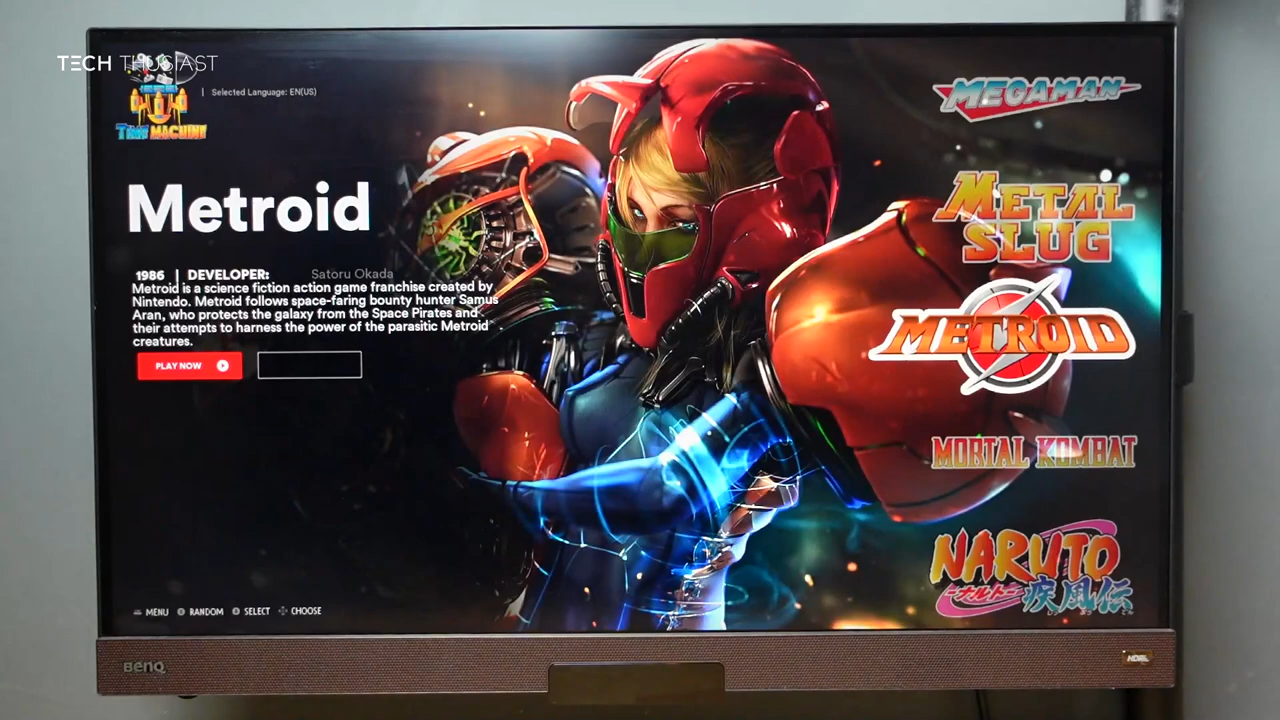 TECH THUSIAST
Selected Language: EN(US)
TIME MACHINE
Metroid
1986 | DEVELOPER: Satoru Okada
Metroid is a science fiction action game franchise created by
Nintendo. Metroid follows space-faring bounty hunter Samus
Aran, who protects the galaxy from the Space Pirates and
their attempts to harness the power of the parasitic Metroid
creatures.
PLAY NOW
MEGAMAN
METAL
SLUG
METROID
MORTAL KOMBAT
NARUTO
ナルト
疾風伝
MENU RANDOM SELECT CHOOSE
BenQ
HDRi